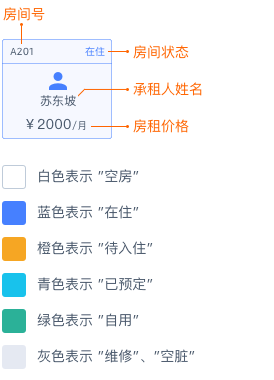 房间号
A201 在住
房间状态
苏东坡
承租人姓名
￥2000/月
房租价格
白色表示 ”空房”
蓝色表示 ”在住”
橙色表示 ”待入住”
青色表示 ”已预定”
绿色表示 ”自用”
灰色表示 ”维修”、”空脏”